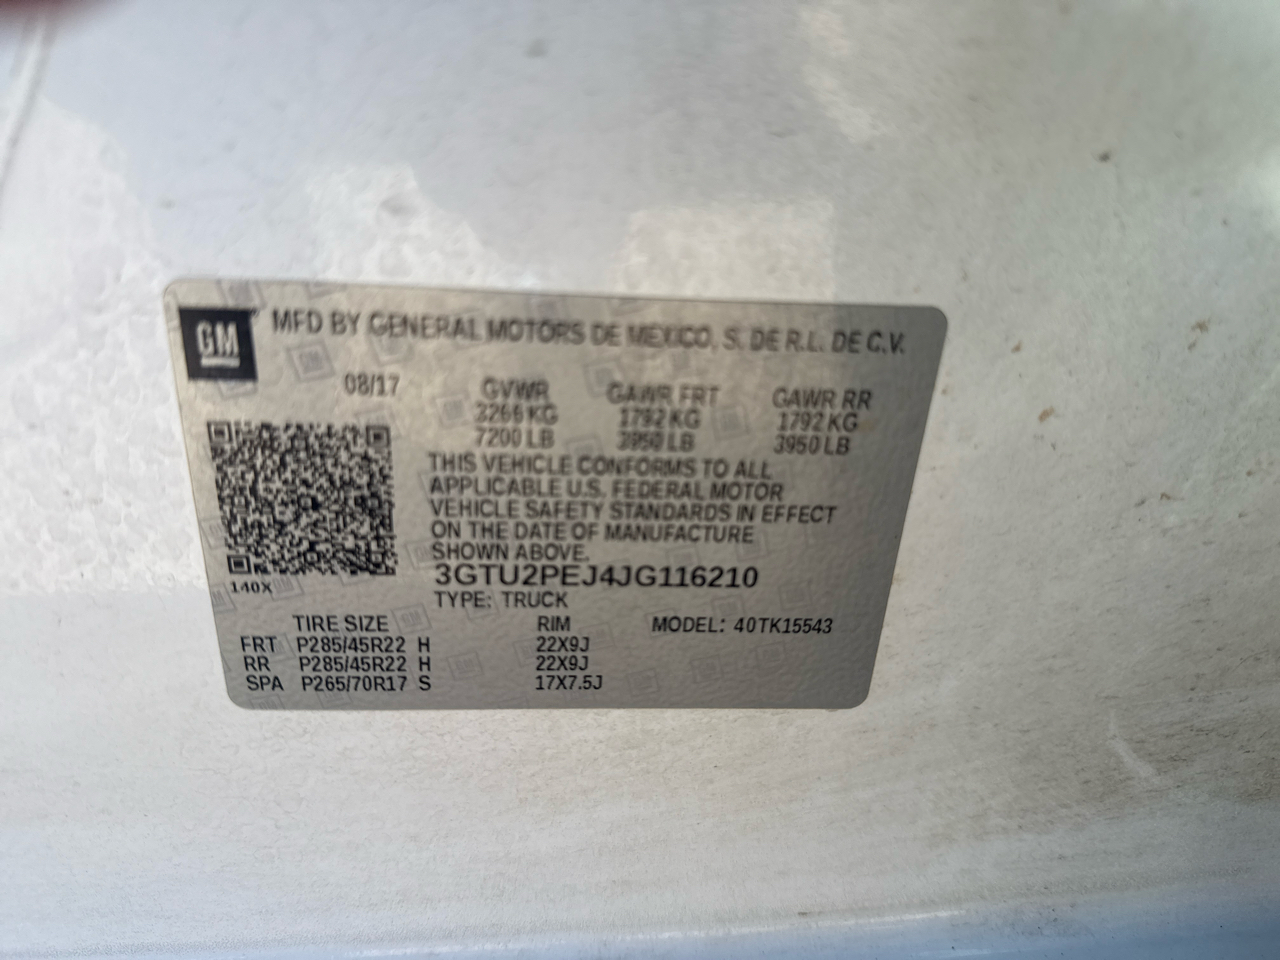 GM
MFD BY GENERAL MOTORS DE MEXICO, S. DE R.L. DE C.V.
08/17 GVWR GAWR FRT GAWR RR
3266 KG 1792 KG 1792 KG
7200 LB 3950 LB 3950 LB
THIS VEHICLE CONFORMS TO ALL
APPLICABLE U.S. FEDERAL MOTOR
VEHICLE SAFETY STANDARDS IN EFFECT
ON THE DATE OF MANUFACTURE
SHOWN ABOVE.
3GTU2PEJ4JG116210
140X
TYPE: TRUCK
TIRE SIZE RIM MODEL: 40TK15543
FRT P285/45R22 H 22X9J
RR P285/45R22 H 22X9J
SPA P265/70R17 S 17X7.5J